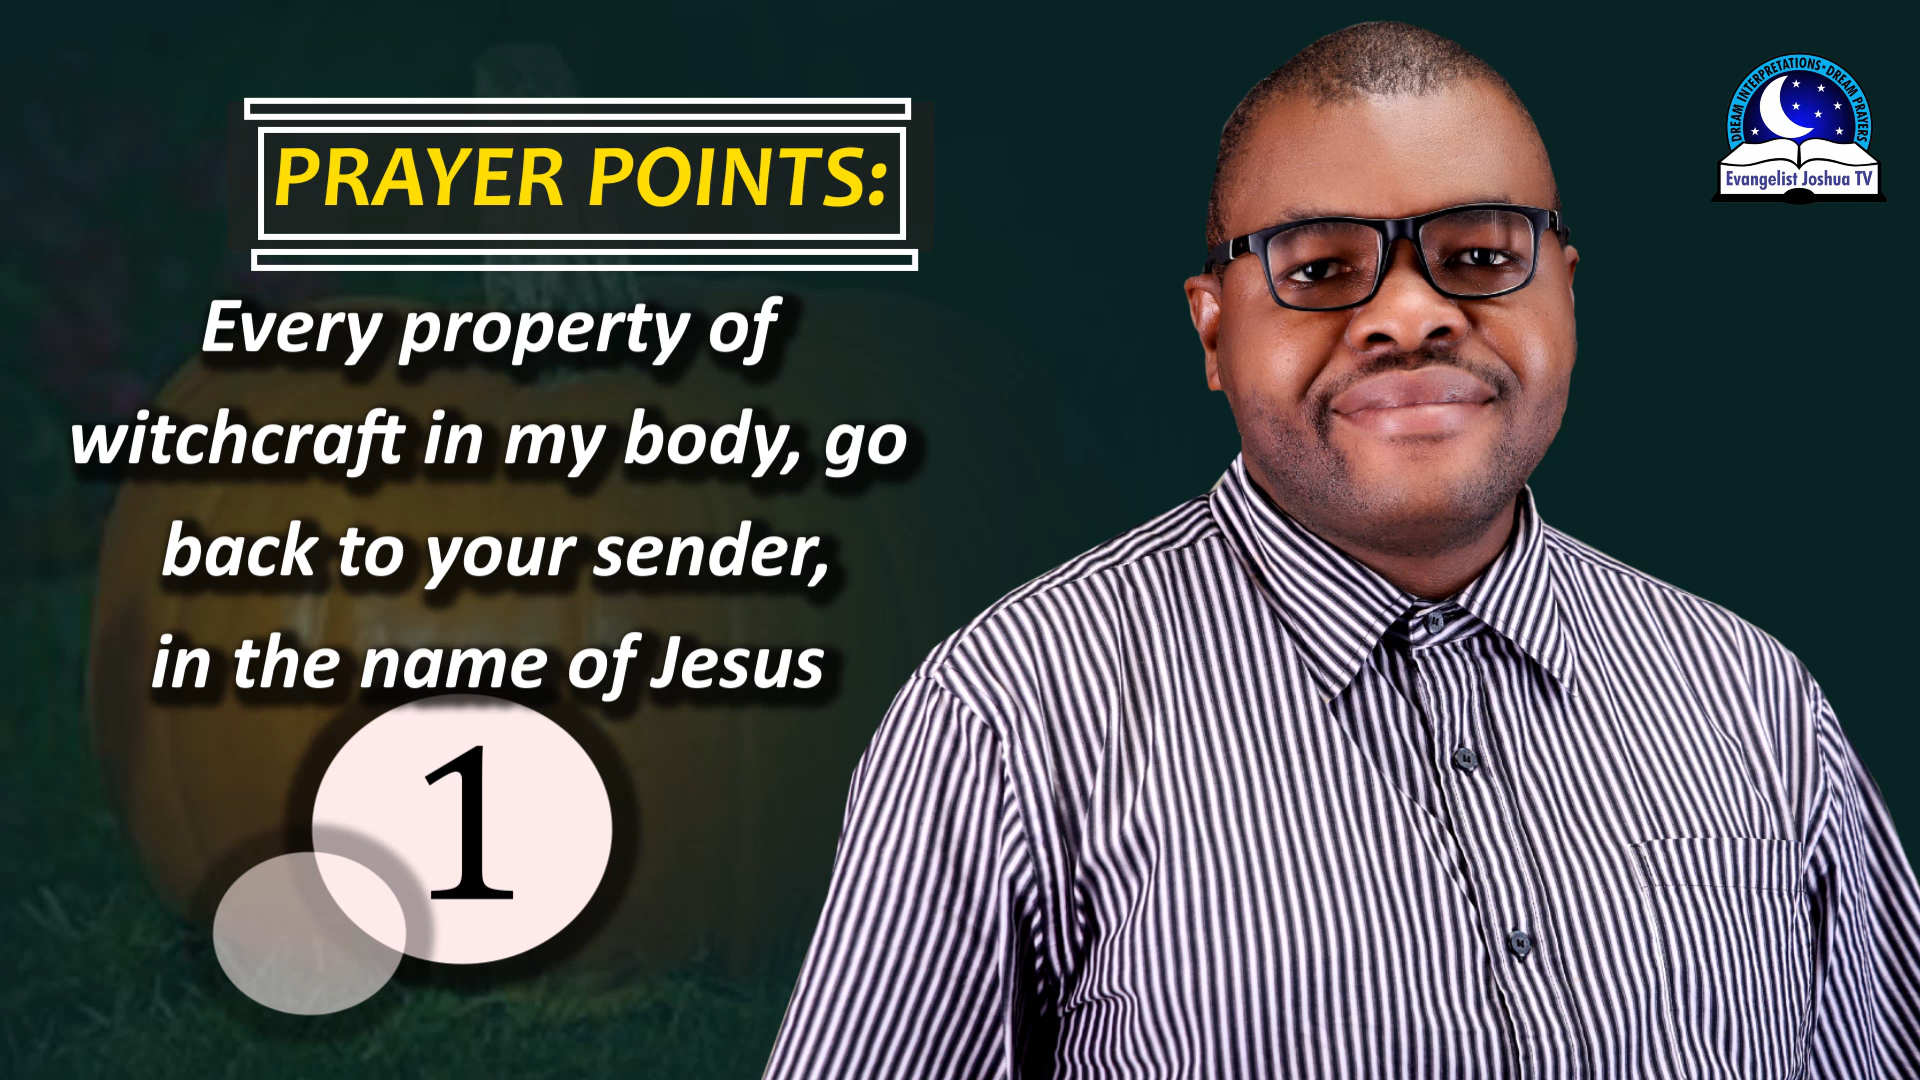 PRAYER POINTS:
Every property of
witchcraft in my body, go
back to your sender,
in the name of Jesus
1
DREAM INTERPRETATIONS • DREAM PRAYERS
Evangelist Joshua TV